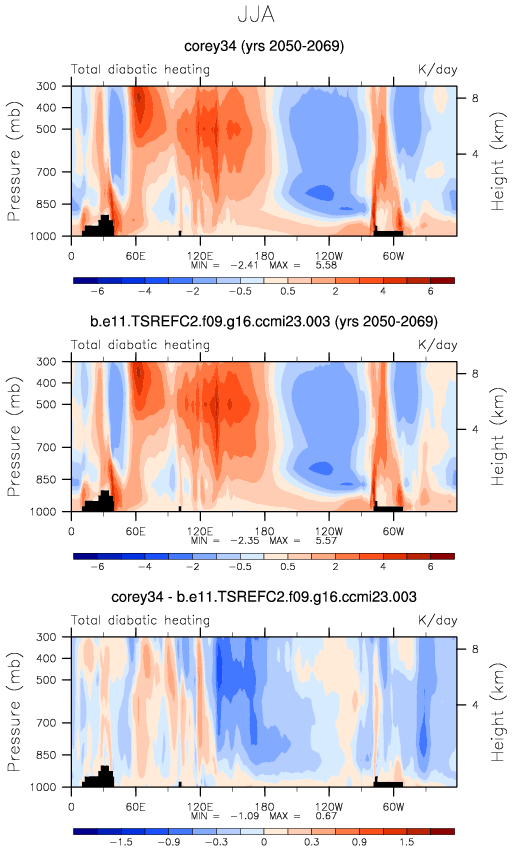 JJA
corey34 (yrs 2050-2069)
Total diabatic heating K/day
300
400
500
700
850
1000
Pressure (mb)
8
4
Height (km)
0 60E 120E 180 120W 60W
MIN = -2.41 MAX = 5.58
-6 -4 -2 -1 -0.5 0.5 1 2 4 6
b.e11.TSREFC2.f09.g16.ccmi23.003 (yrs 2050-2069)
Total diabatic heating K/day
300
400
500
700
850
1000
Pressure (mb)
8
4
Height (km)
0 60E 120E 180 120W 60W
MIN = -2.35 MAX = 5.57
-6 -4 -2 -1 -0.5 0.5 1 2 4 6
corey34 - b.e11.TSREFC2.f09.g16.ccmi23.003
Total diabatic heating K/day
300
400
500
700
850
1000
Pressure (mb)
8
4
Height (km)
0 60E 120E 180 120W 60W
MIN = -1.09 MAX = 0.67
-1.5 -0.9 -0.3 0 0.3 0.9 1.5